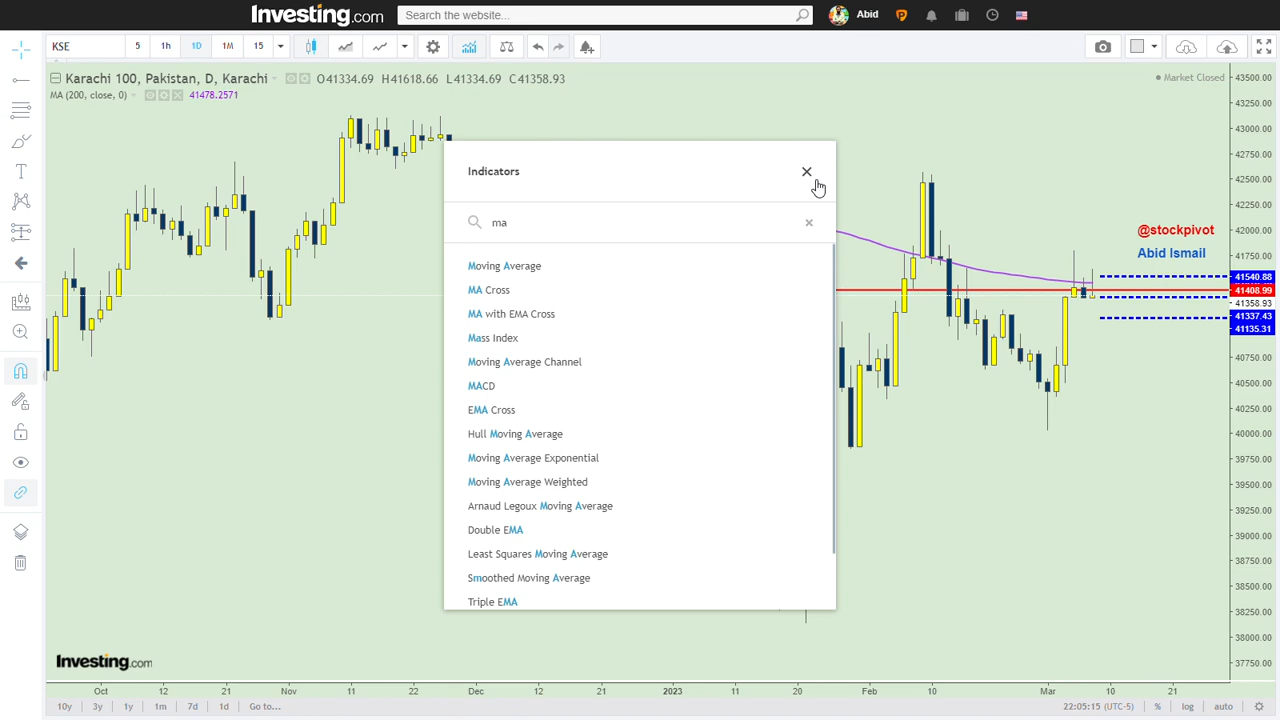 Investing.com
Search the website...
Abid
KSE
5
1h
1D
1M
15
Karachi 100, Pakistan, D, Karachi
O41334.69 H41618.66 L41334.69 C41358.93
Market Closed
MA (200, close, 0)
41478.2571
Indicators
ma
Moving Average
MA Cross
MA with EMA Cross
Mass Index
Moving Average Channel
MACD
EMA Cross
Hull Moving Average
Moving Average Exponential
Moving Average Weighted
Arnaud Legoux Moving Average
Double EMA
Least Squares Moving Average
Smoothed Moving Average
Triple EMA
@stockpivot
Abid Ismail
43500.00
43250.00
43000.00
42750.00
42500.00
42250.00
42000.00
41750.00
41540.88
41408.99
41358.93
41337.43
41135.31
40750.00
40500.00
40250.00
40000.00
39750.00
39500.00
39250.00
39000.00
38750.00
38500.00
38250.00
38000.00
37750.00
Investing.com
Oct
12
21
Nov
11
22
Dec
12
21
2023
11
20
Feb
10
Mar
10
21
10y
3y
1y
1m
7d
1d
Go to...
22:05:15 (UTC-5)
%
log
auto